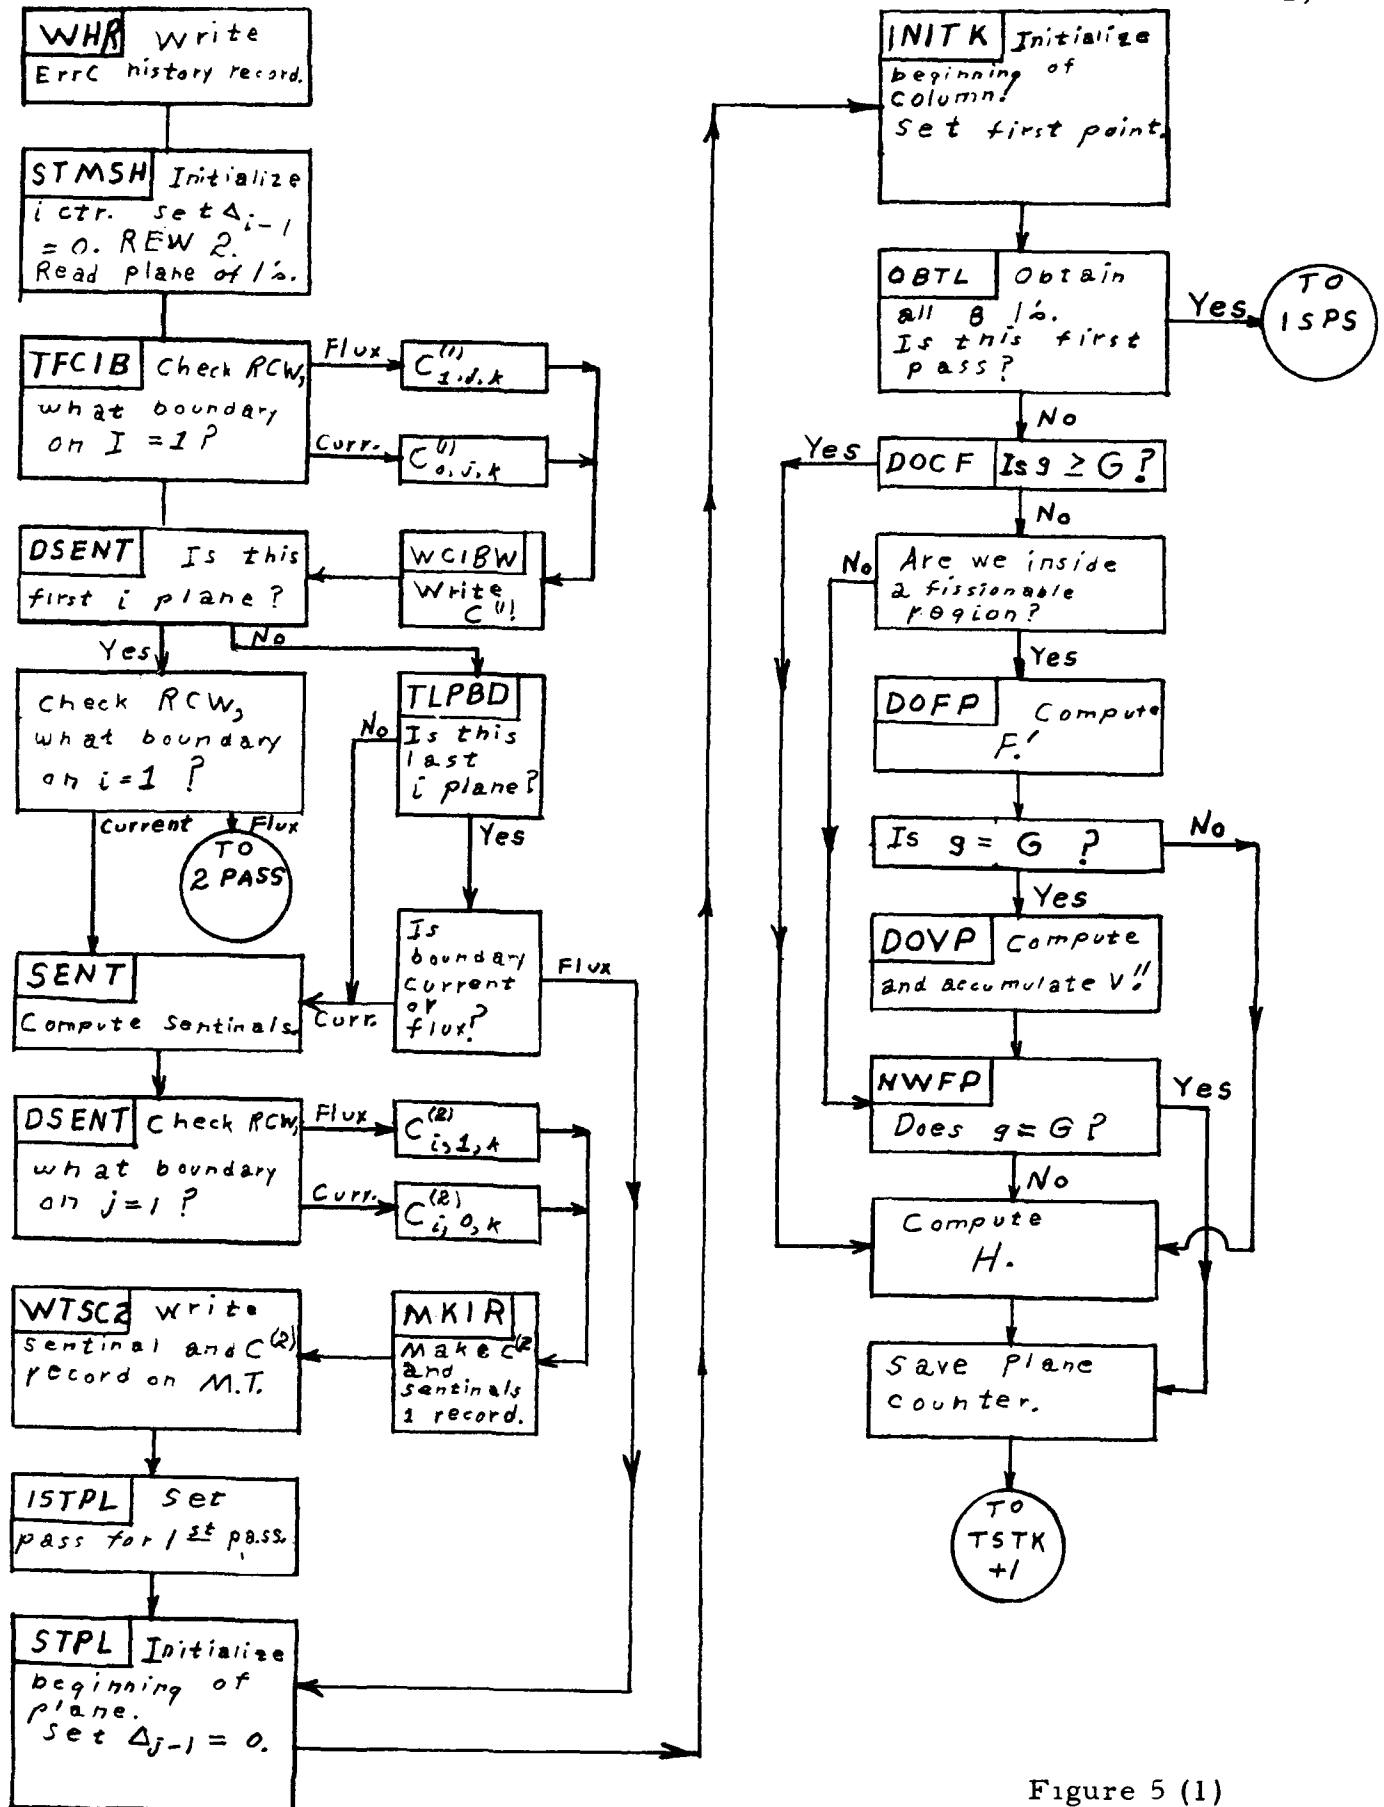 WHR Write
ErrC history record.
STMSH Initialize
i ctr. set Δi-1
= 0. REW 2.
Read plane of l's.
TFCIB Check RCW,
what boundary
on I = 1 ?
Flux
C(1)1,j,k
Curr.
C(1)0,j,k
DSENT Is this
first i plane ?
WCIBW
Write
C(1)!
Yes
No
Check RCW,
what boundary
on i = 1 ?
Current
Flux
TO
2 PASS
TLPBD
Is this
last
i plane?
No
Yes
Is
boundary
current
or
flux?
Flux
Curr.
SENT
Compute Sentinals.
DSENT Check RCW,
what boundary
on j = 1 ?
Flux
C(2)i,1,k
Curr.
C(2)i,0,k
WTSC2 Write
sentinal and C(2)
record on M.T.
MKIR
Make C(2)
and
sentinals
1 record.
ISTPL Set
pass for 1st pass.
STPL Initialize
beginning of
plane.
Set Δj-1 = 0.
INITK Initialize
beginning of
column!
Set first point.
OBTL Obtain
all 8 l's.
Is this first
pass ?
Yes
TO
1SPS
No
DOCF Is g ≥ G ?
Yes
No
Are we inside
a fissionable
region?
No
Yes
DOFP Compute
F.'
Is g = G ?
No
Yes
DOVP Compute
and accumulate V!!
NWFP
Does g = G ?
Yes
No
Compute
H.
Save Plane
counter.
TO
TSTK
+1
Figure 5 (1)